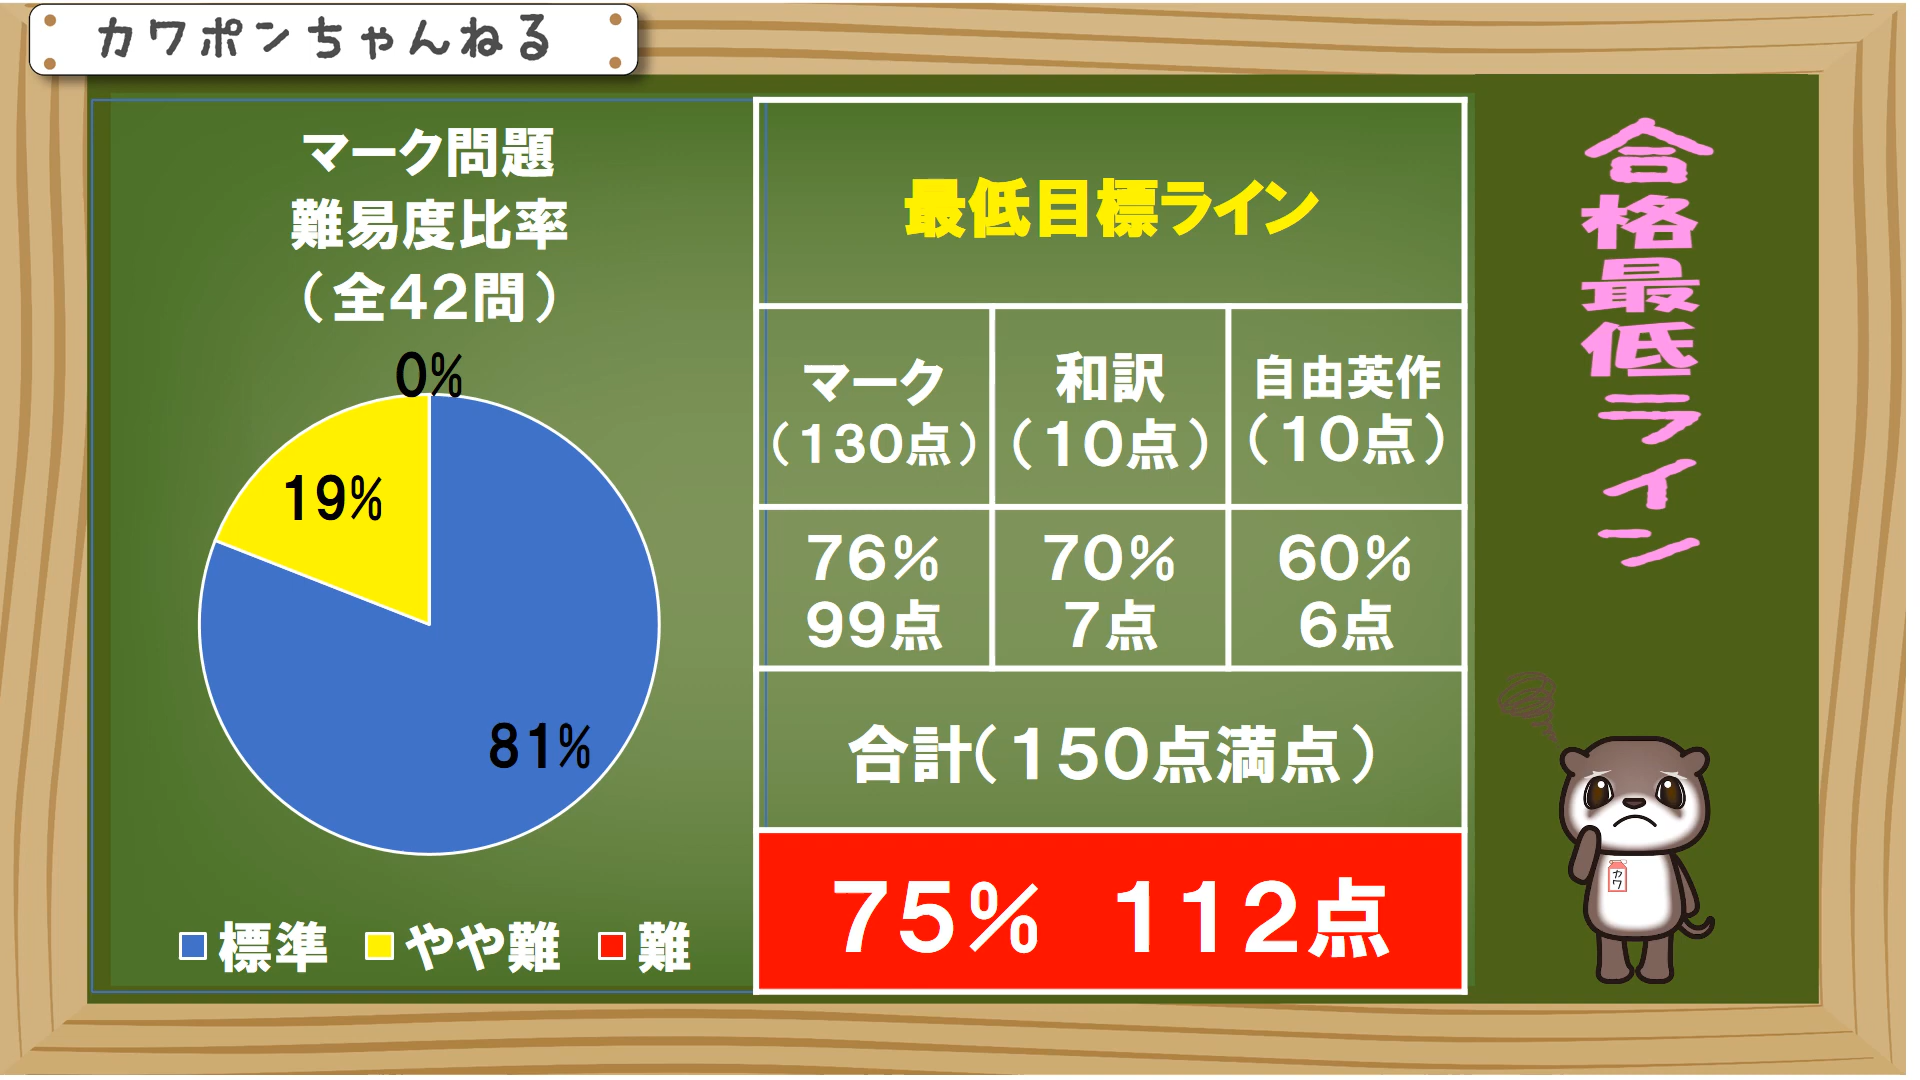 カワポンちゃんねる
マーク問題
難易度比率
（全42問）
0%
19%
81%
標準 やや難 難
最低目標ライン
マーク
（130点）
和訳
（10点）
自由英作
（10点）
76%
99点
70%
7点
60%
6点
合計（150点満点）
75% 112点
合格最低ライン
カワ